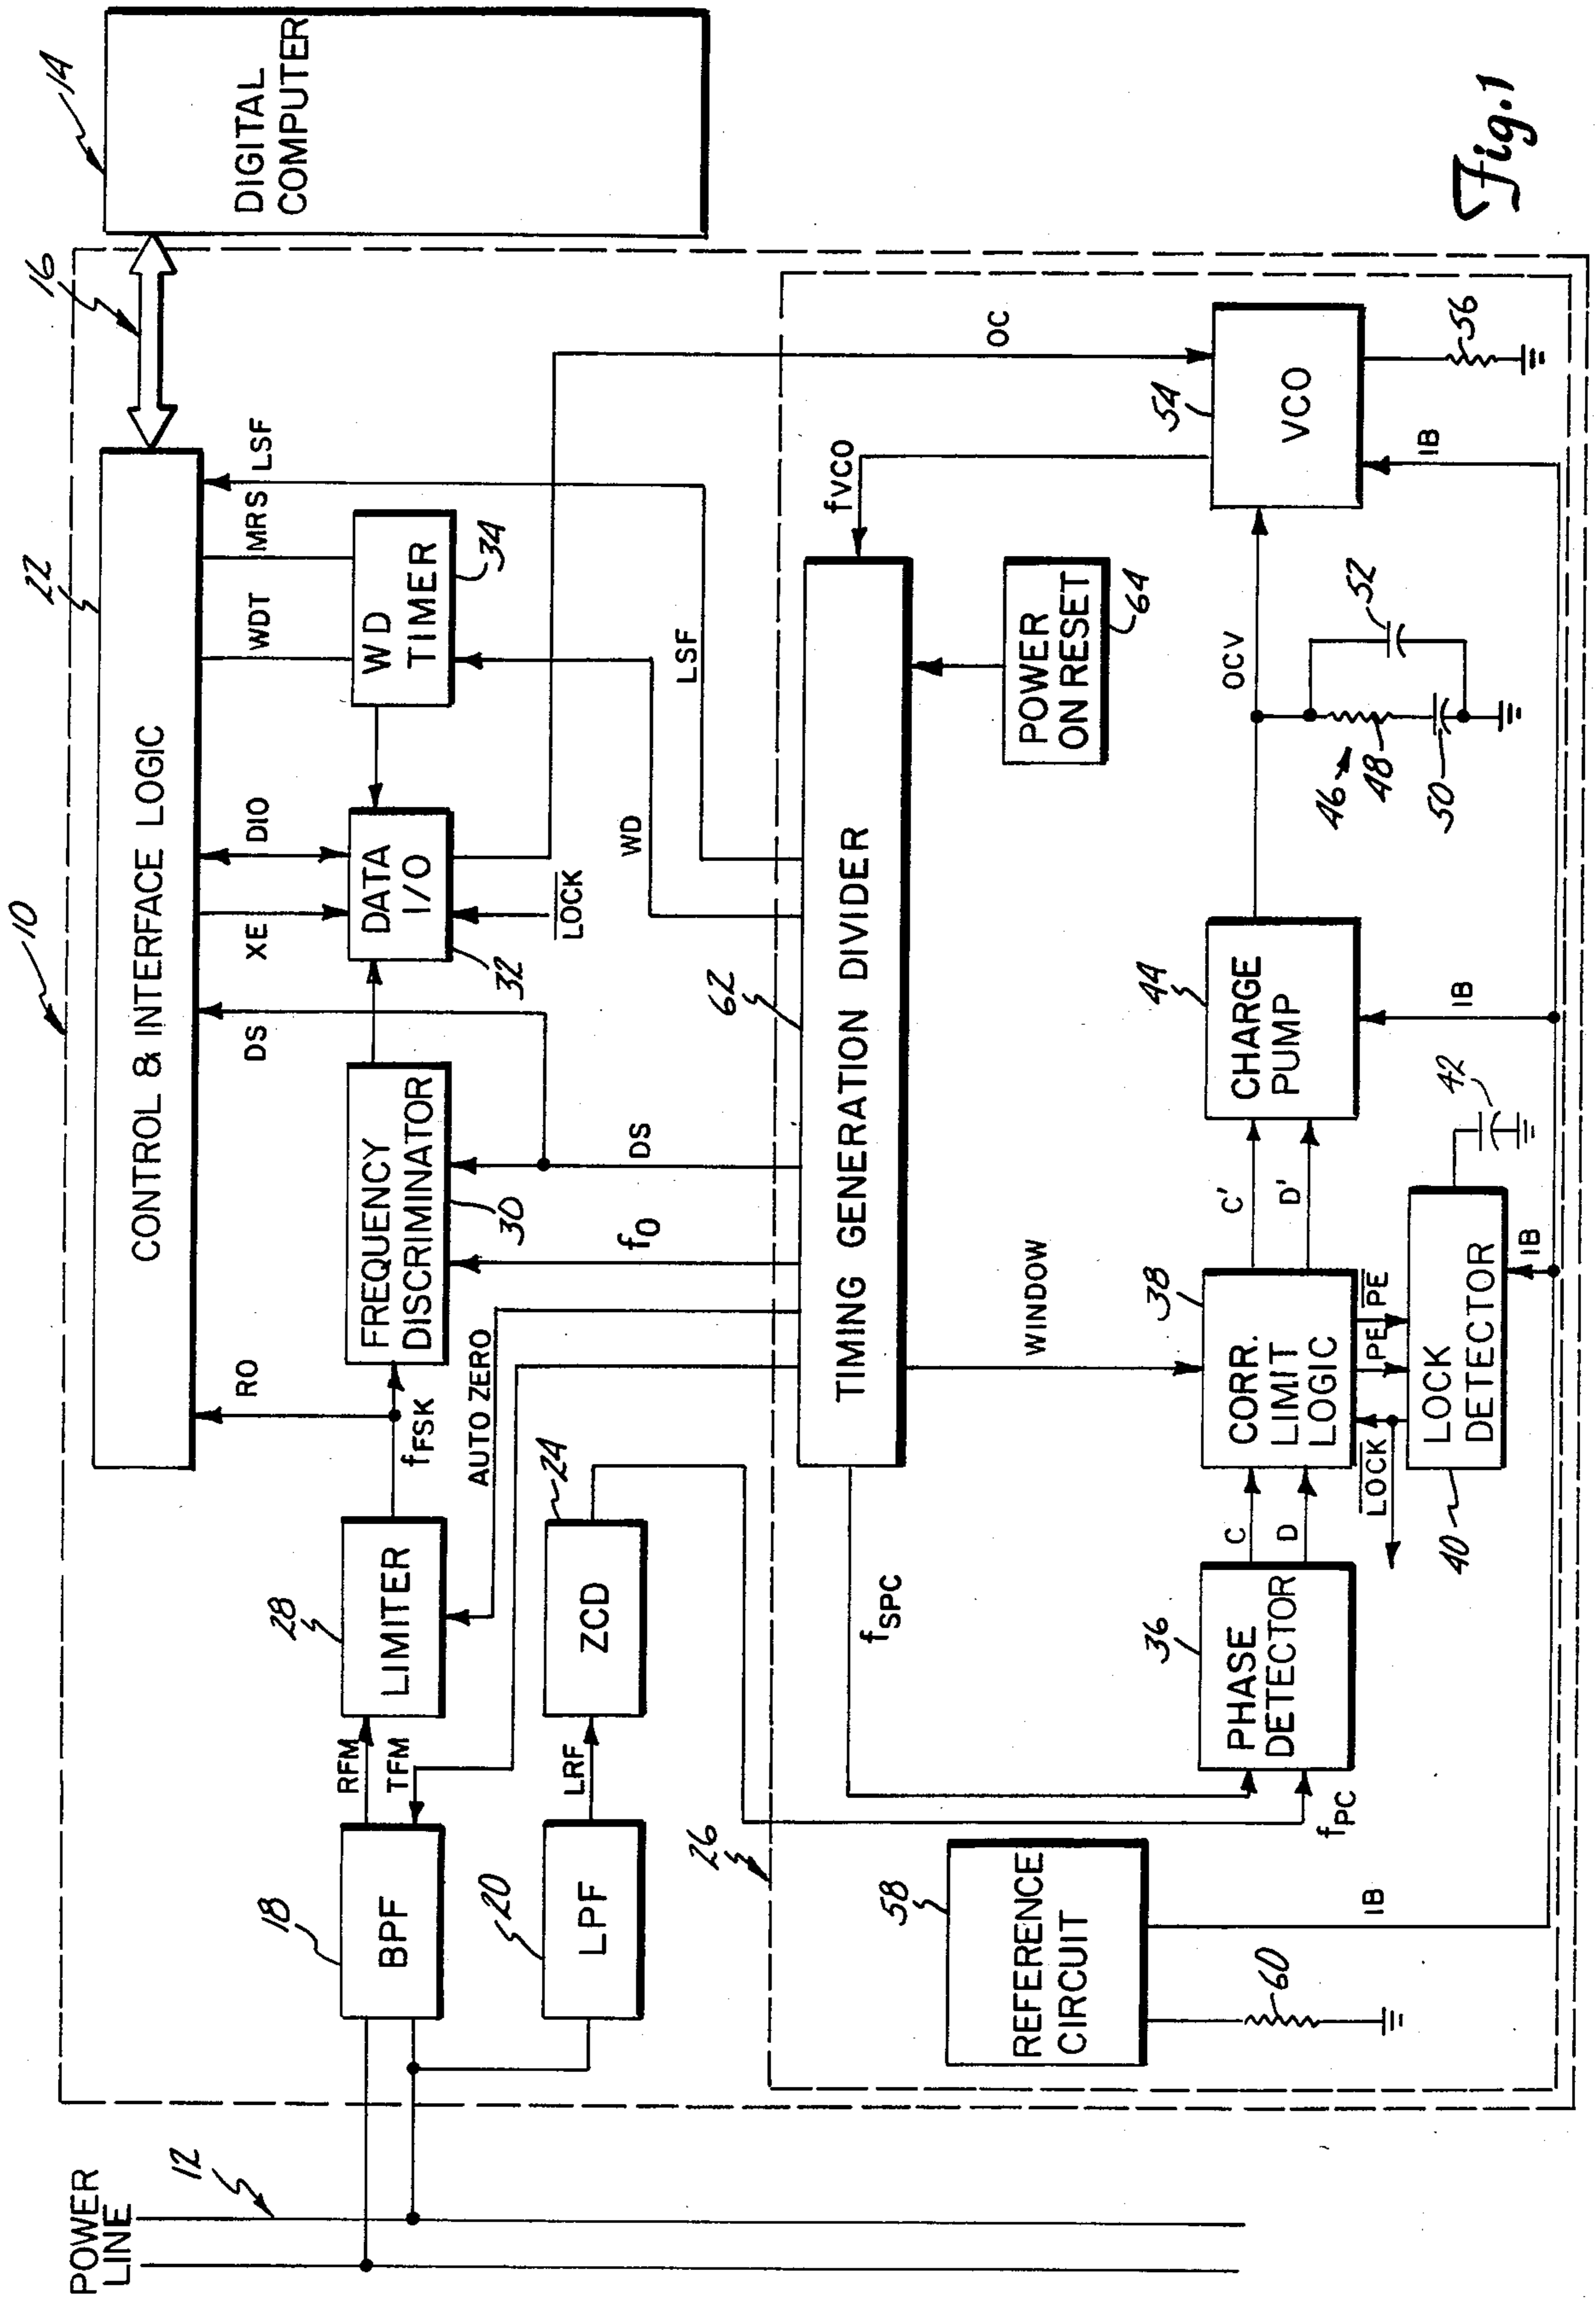 POWER
LINE
12
10
22
16
14
CONTROL & INTERFACE LOGIC
DIGITAL
COMPUTER
RO
DS
XE
DIO
WDT
MRS
LSF
18
BPF
RFM
TFM
28
LIMITER
fFSK
AUTO ZERO
FREQUENCY
DISCRIMINATOR
30
DATA
I/O
32
LOCK
WD
TIMER
34
20
LPF
LRF
ZCD
24
fO
DS
WD
LSF
OC
26
62
TIMING GENERATION DIVIDER
fVCO
fSPC
WINDOW
POWER
ON RESET
64
58
REFERENCE
CIRCUIT
60
IB
fPC
36
PHASE
DETECTOR
C
D
38
CORR.
LIMIT
LOGIC
C'
D'
LOCK
PE
PE
40
LOCK
DETECTOR
42
IB
44
CHARGE
PUMP
IB
OCV
46
48
50
52
54
VCO
IB
56
Fig.1